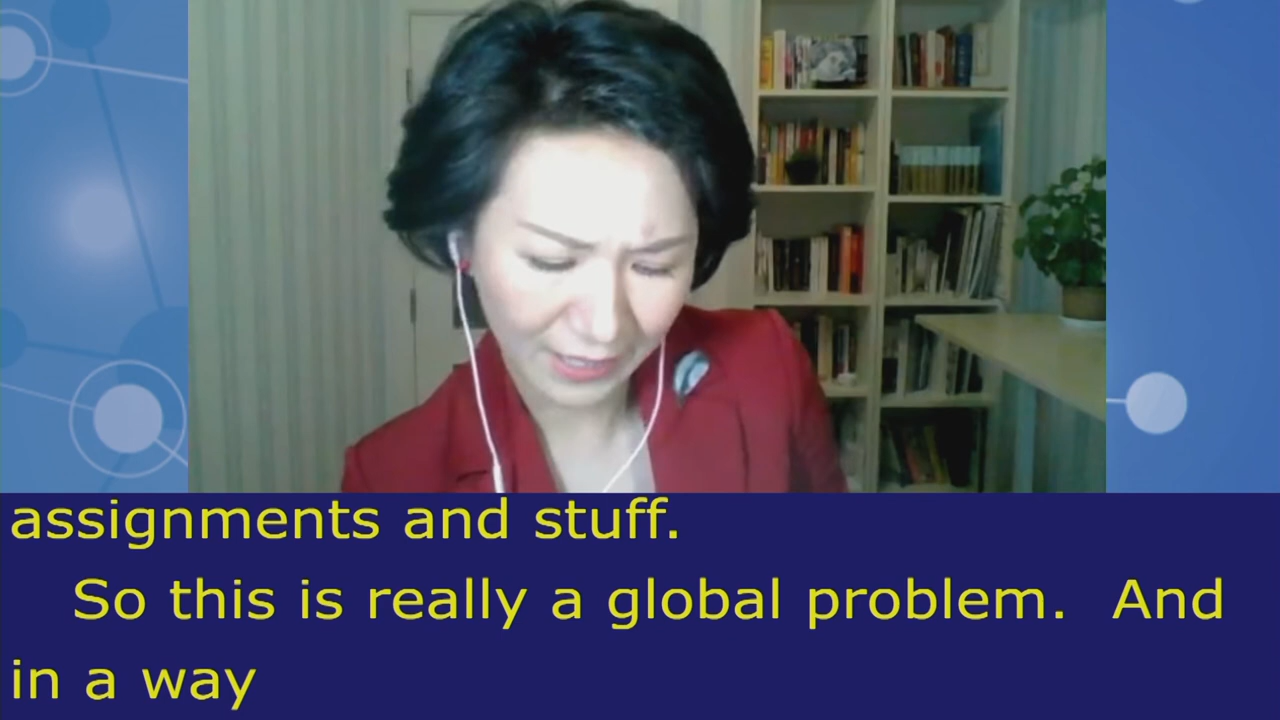 assignments and stuff.
So this is really a global problem.  And
in a way